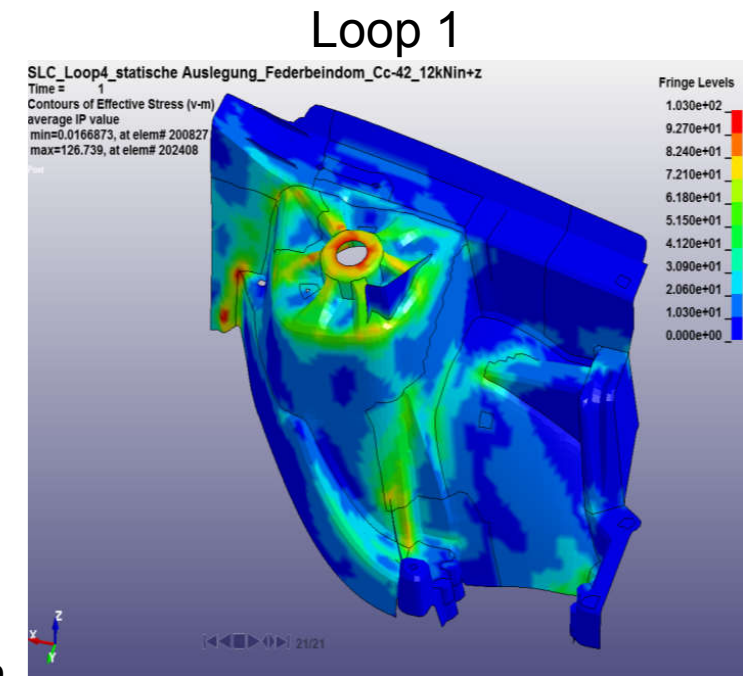 Loop 1
SLC_Loop4_statische Auslegung_Federbeindom_Cc-42_12kNin+z
Time = 1
Contours of Effective Stress (v-m)
average IP value
min=0.0166873, at elem# 200827
max=126.739, at elem# 202408
Fringe Levels
1.030e+02
9.270e+01
8.240e+01
7.210e+01
6.180e+01
5.150e+01
4.120e+01
3.090e+01
2.060e+01
1.030e+01
0.000e+00
Z
X
Y
21/21